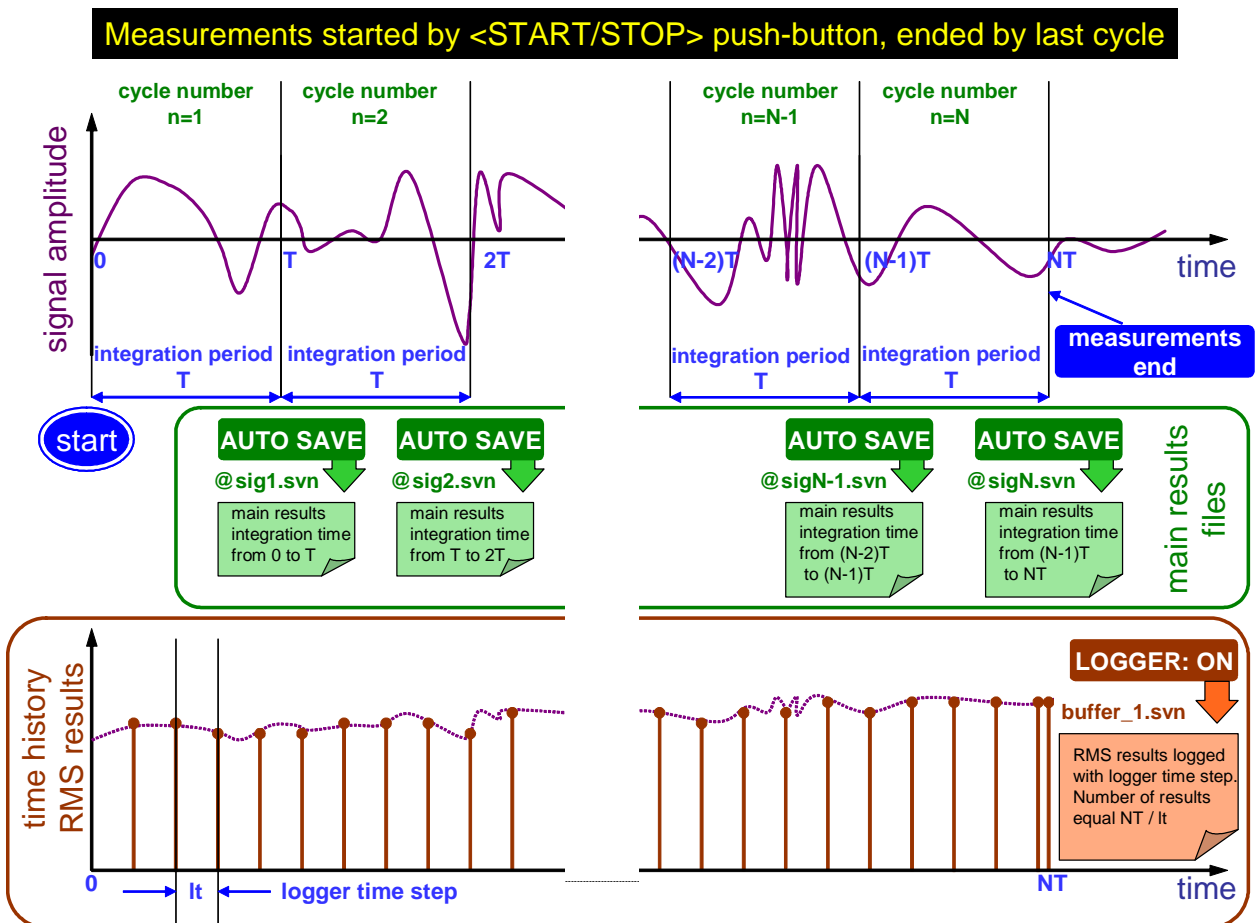 Measurements started by <START/STOP> push-button, ended by last cycle
cycle number
n=1
cycle number
n=2
cycle number
n=N-1
cycle number
n=N
signal amplitude
0
T
2T
(N-2)T
(N-1)T
NT
time
integration period
T
integration period
T
integration period
T
integration period
T
measurements
end
start
AUTO SAVE
@sig1.svn
main results
integration time
from 0 to T
AUTO SAVE
@sig2.svn
main results
integration time
from T to 2T
AUTO SAVE
@sigN-1.svn
main results
integration time
from (N-2)T
to (N-1)T
AUTO SAVE
@sigN.svn
main results
integration time
from (N-1)T
to NT
main results
files
time history
RMS results
LOGGER: ON
buffer_1.svn
RMS results logged
with logger time step.
Number of results
equal NT / lt
0
lt
logger time step
NT
time